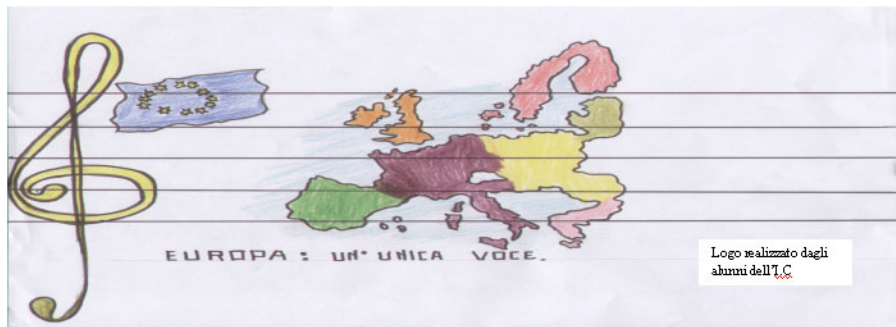 EUROPA: UN' UNICA VOCE.
Logo realizzato dagli
alunni dell'I.C